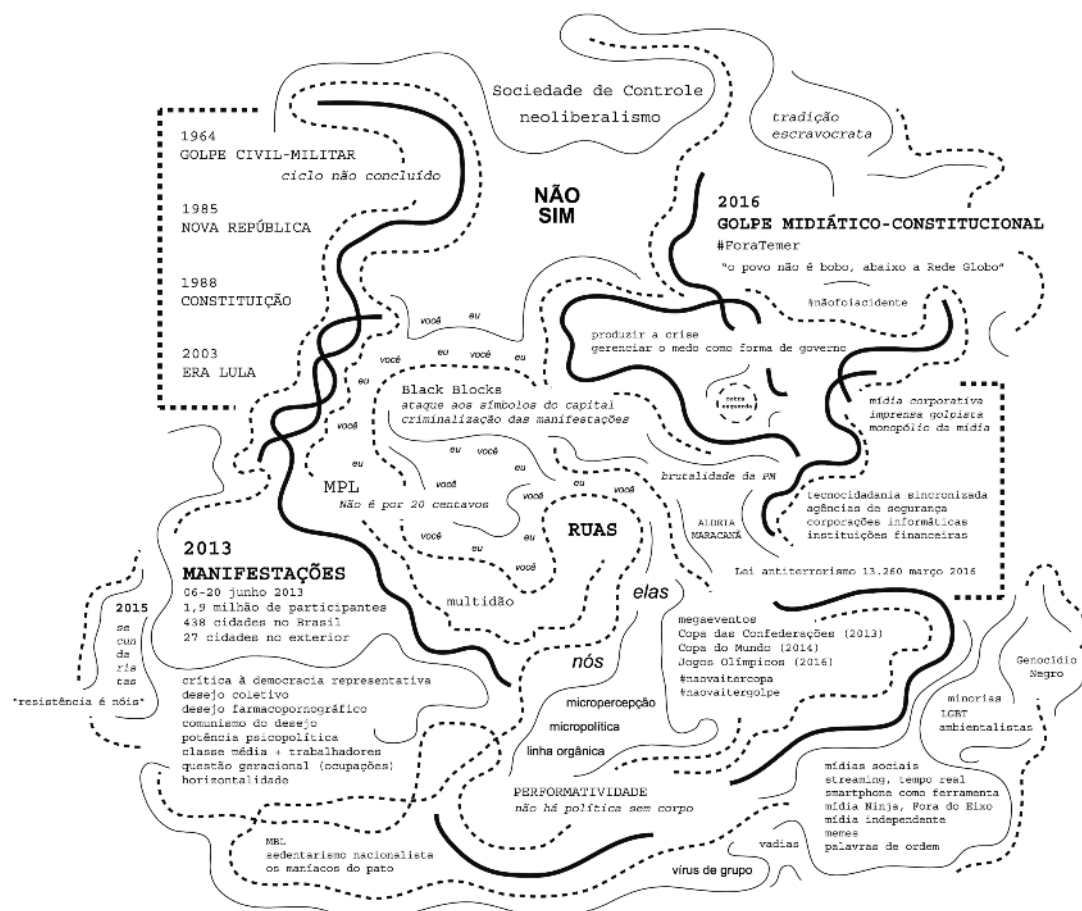 Sociedade de Controle
neoliberalismo
tradição
escravocrata
1964
GOLPE CIVIL-MILITAR
ciclo não concluído
1985
NOVA REPÚBLICA
1988
CONSTITUIÇÃO
2003
ERA LULA
NÃO
SIM
2016
GOLPE MIDIÁTICO-CONSTITUCIONAL
#ForaTemer
"o povo não é bobo, abaixo a Rede Globo"
#nãofoiacidente
produzir a crise
gerenciar o medo como forma de governo
você eu
você eu você eu
eu
você
Black Blocks
ataque aos símbolos do capital
criminalização das manifestações
mídia corporativa
imprensa golpista
monopólio da mídia
eu você
eu
você
eu você
MPL
Não é por 20 centavos
você
eu
você eu
você
RUAS
brutalidade da PM
ALDEIA
MARACANÃ
tecnocidadania sincronizada
agências de segurança
corporações informáticas
instituições financeiras
Lei antiterrorismo 13.260 março 2016
2013
MANIFESTAÇÕES
06-20 junho 2013
1,9 milhão de participantes
438 cidades no Brasil
27 cidades no exterior
multidão
elas
nós
2015
se
cun
da
ris
tas
"resistência é nóis"
crítica à democracia representativa
desejo coletivo
desejo farmacopornográfico
comunismo do desejo
potência psicopolítica
classe média + trabalhadores
questão geracional (ocupações)
horizontalidade
megaeventos
Copa das Confederações (2013)
Copa do Mundo (2014)
Jogos Olímpicos (2016)
#naovaitercopa
#naovaitergolpe
Genocídio
Negro
minorias
LGBT
ambientalistas
micropercepção
micropolítica
linha orgânica
PERFORMATIVIDADE
não há política sem corpo
mídias sociais
streaming, tempo real
smartphone como ferramenta
mídia Ninja, Fora do Eixo
mídia independente
memes
palavras de ordem
MBL
sedentarismo nacionalista
os maníacos do pato
vadias
vírus de grupo